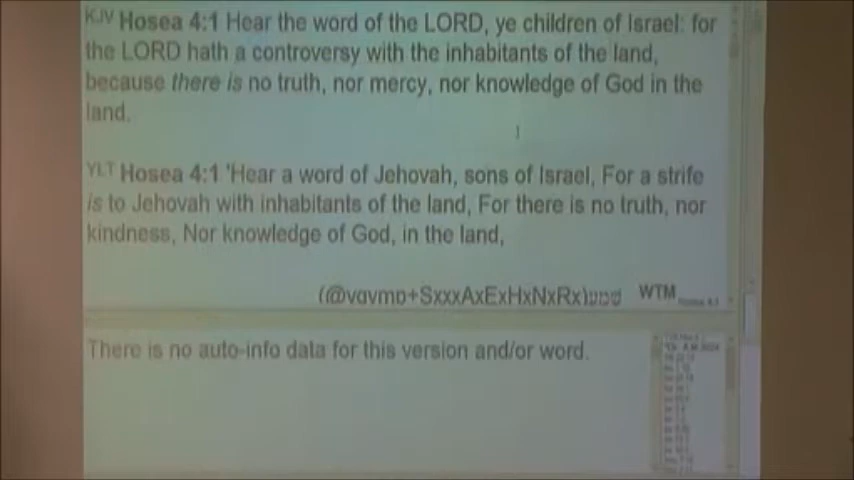 KJV Hosea 4:1 Hear the word of the LORD, ye children of Israel: for
the LORD hath a controversy with the inhabitants of the land,
because there is no truth, nor mercy, nor knowledge of God in the
land.
YLT Hosea 4:1 'Hear a word of Jehovah, sons of Israel, For a strife
is to Jehovah with inhabitants of the land, For there is no truth, nor
kindness, Nor knowledge of God, in the land,
WTM
There is no auto-info data for this version and/or word.